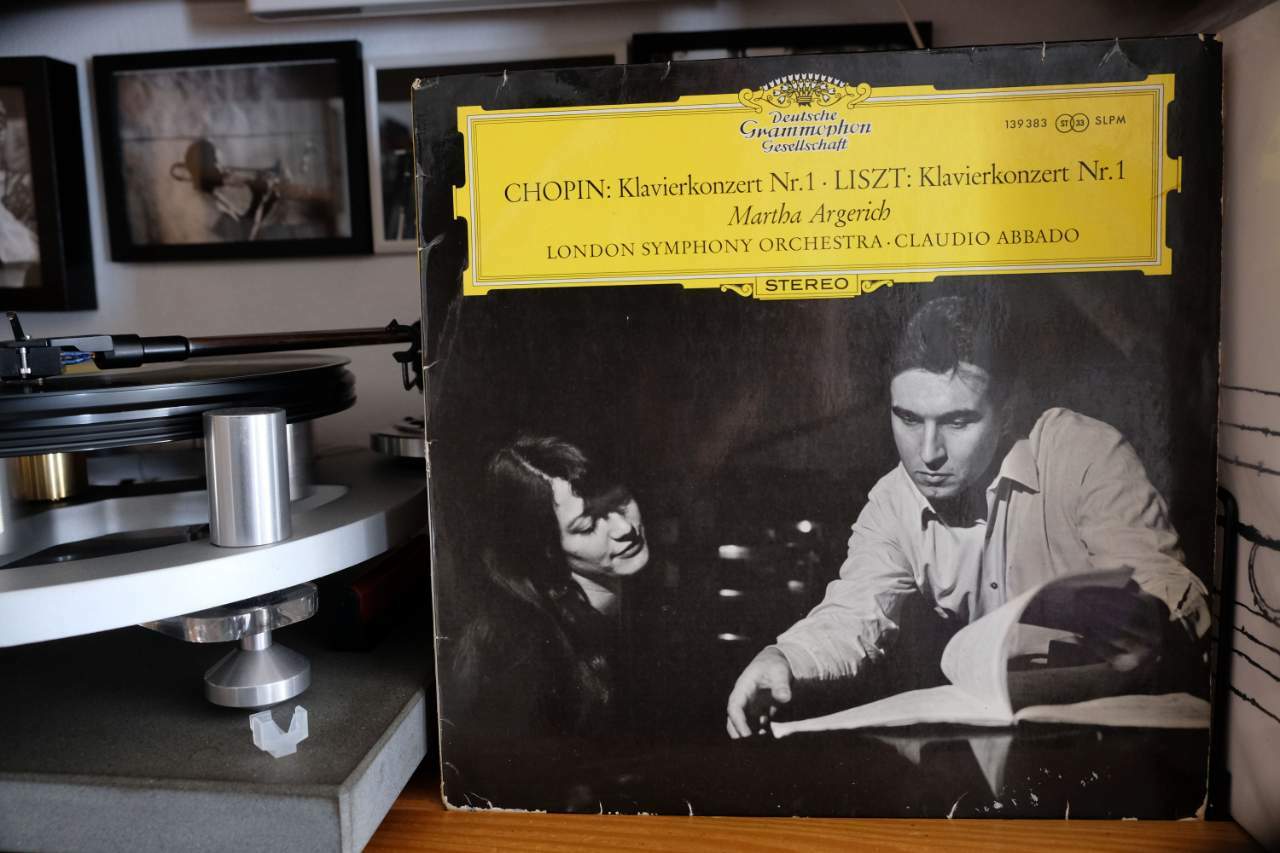 Deutsche
Grammophon
Gesellschaft
139383 ST 33 SLPM
CHOPIN: Klavierkonzert Nr.1 · LISZT: Klavierkonzert Nr.1
Martha Argerich
LONDON SYMPHONY ORCHESTRA · CLAUDIO ABBADO
STEREO